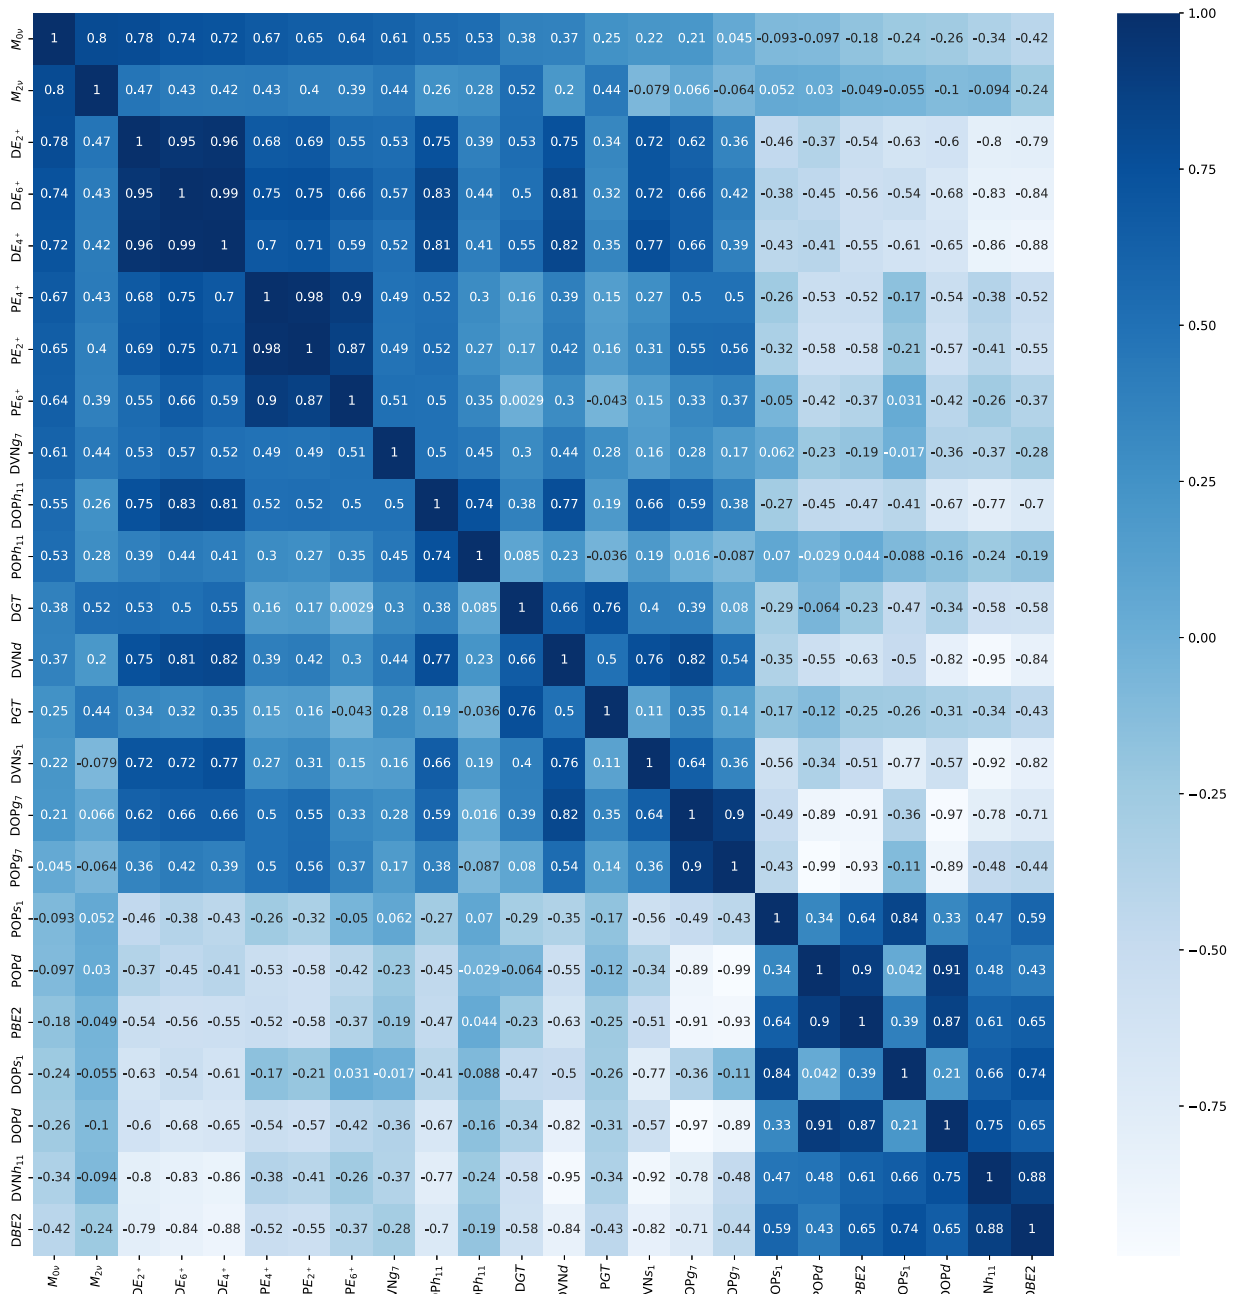 M0ν 1 0.8 0.78 0.74 0.72 0.67 0.65 0.64 0.61 0.55 0.53 0.38 0.37 0.25 0.22 0.21 0.045 -0.093 -0.097 -0.18 -0.24 -0.26 -0.34 -0.42
M2ν 0.8 1 0.47 0.43 0.42 0.43 0.4 0.39 0.44 0.26 0.28 0.52 0.2 0.44 -0.079 0.066 -0.064 0.052 0.03 -0.049 -0.055 -0.1 -0.094 -0.24
DE2+ 0.78 0.47 1 0.95 0.96 0.68 0.69 0.55 0.53 0.75 0.39 0.53 0.75 0.34 0.72 0.62 0.36 -0.46 -0.37 -0.54 -0.63 -0.6 -0.8 -0.79
DE6+ 0.74 0.43 0.95 1 0.99 0.75 0.75 0.66 0.57 0.83 0.44 0.5 0.81 0.32 0.72 0.66 0.42 -0.38 -0.45 -0.56 -0.54 -0.68 -0.83 -0.84
DE4+ 0.72 0.42 0.96 0.99 1 0.7 0.71 0.59 0.52 0.81 0.41 0.55 0.82 0.35 0.77 0.66 0.39 -0.43 -0.41 -0.55 -0.61 -0.65 -0.86 -0.88
PE4+ 0.67 0.43 0.68 0.75 0.7 1 0.98 0.9 0.49 0.52 0.3 0.16 0.39 0.15 0.27 0.5 0.5 -0.26 -0.53 -0.52 -0.17 -0.54 -0.38 -0.52
PE2+ 0.65 0.4 0.69 0.75 0.71 0.98 1 0.87 0.49 0.52 0.27 0.17 0.42 0.16 0.31 0.55 0.56 -0.32 -0.58 -0.58 -0.21 -0.57 -0.41 -0.55
PE6+ 0.64 0.39 0.55 0.66 0.59 0.9 0.87 1 0.51 0.5 0.35 0.0029 0.3 -0.043 0.15 0.33 0.37 -0.05 -0.42 -0.37 0.031 -0.42 -0.26 -0.37
DVNg7 0.61 0.44 0.53 0.57 0.52 0.49 0.49 0.51 1 0.5 0.45 0.3 0.44 0.28 0.16 0.28 0.17 0.062 -0.23 -0.19 -0.017 -0.36 -0.37 -0.28
DOPh11 0.55 0.26 0.75 0.83 0.81 0.52 0.52 0.5 0.5 1 0.74 0.38 0.77 0.19 0.66 0.59 0.38 -0.27 -0.45 -0.47 -0.41 -0.67 -0.77 -0.7
POPh11 0.53 0.28 0.39 0.44 0.41 0.3 0.27 0.35 0.45 0.74 1 0.085 0.23 -0.036 0.19 0.016 -0.087 0.07 -0.029 0.044 -0.088 -0.16 -0.24 -0.19
DGT 0.38 0.52 0.53 0.5 0.55 0.16 0.17 0.0029 0.3 0.38 0.085 1 0.66 0.76 0.4 0.39 0.08 -0.29 -0.064 -0.23 -0.47 -0.34 -0.58 -0.58
DVNd 0.37 0.2 0.75 0.81 0.82 0.39 0.42 0.3 0.44 0.77 0.23 0.66 1 0.5 0.76 0.82 0.54 -0.35 -0.55 -0.63 -0.5 -0.82 -0.95 -0.84
PGT 0.25 0.44 0.34 0.32 0.35 0.15 0.16 -0.043 0.28 0.19 -0.036 0.76 0.5 1 0.11 0.35 0.14 -0.17 -0.12 -0.25 -0.26 -0.31 -0.34 -0.43
DVNs1 0.22 -0.079 0.72 0.72 0.77 0.27 0.31 0.15 0.16 0.66 0.19 0.4 0.76 0.11 1 0.64 0.36 -0.56 -0.34 -0.51 -0.77 -0.57 -0.92 -0.82
DOPg7 0.21 0.066 0.62 0.66 0.66 0.5 0.55 0.33 0.28 0.59 0.016 0.39 0.82 0.35 0.64 1 0.9 -0.49 -0.89 -0.91 -0.36 -0.97 -0.78 -0.71
POPg7 0.045 -0.064 0.36 0.42 0.39 0.5 0.56 0.37 0.17 0.38 -0.087 0.08 0.54 0.14 0.36 0.9 1 -0.43 -0.99 -0.93 -0.11 -0.89 -0.48 -0.44
POPs1 -0.093 0.052 -0.46 -0.38 -0.43 -0.26 -0.32 -0.05 0.062 -0.27 0.07 -0.29 -0.35 -0.17 -0.56 -0.49 -0.43 1 0.34 0.64 0.84 0.33 0.47 0.59
POPd -0.097 0.03 -0.37 -0.45 -0.41 -0.53 -0.58 -0.42 -0.23 -0.45 -0.029 -0.064 -0.55 -0.12 -0.34 -0.89 -0.99 0.34 1 0.9 0.042 0.91 0.48 0.43
PBE2 -0.18 -0.049 -0.54 -0.56 -0.55 -0.52 -0.58 -0.37 -0.19 -0.47 0.044 -0.23 -0.63 -0.25 -0.51 -0.91 -0.93 0.64 0.9 1 0.39 0.87 0.61 0.65
DOPs1 -0.24 -0.055 -0.63 -0.54 -0.61 -0.17 -0.21 0.031 -0.017 -0.41 -0.088 -0.47 -0.5 -0.26 -0.77 -0.36 -0.11 0.84 0.042 0.39 1 0.21 0.66 0.74
DOPd -0.26 -0.1 -0.6 -0.68 -0.65 -0.54 -0.57 -0.42 -0.36 -0.67 -0.16 -0.34 -0.82 -0.31 -0.57 -0.97 -0.89 0.33 0.91 0.87 0.21 1 0.75 0.65
DVNh11 -0.34 -0.094 -0.8 -0.83 -0.86 -0.38 -0.41 -0.26 -0.37 -0.77 -0.24 -0.58 -0.95 -0.34 -0.92 -0.78 -0.48 0.47 0.48 0.61 0.66 0.75 1 0.88
DBE2 -0.42 -0.24 -0.79 -0.84 -0.88 -0.52 -0.55 -0.37 -0.28 -0.7 -0.19 -0.58 -0.84 -0.43 -0.82 -0.71 -0.44 0.59 0.43 0.65 0.74 0.65 0.88 1
M0ν M2ν DE2+ DE6+ DE4+ PE4+ PE2+ PE6+ VNg7 OPh11 OPh11 DGT OVNd PGT VNs1 OPg7 OPg7 OPs1 POPd PBE2 OPs1 DOPd Nh11 DBE2
1.00
0.75
0.50
0.25
0.00
−0.25
−0.50
−0.75